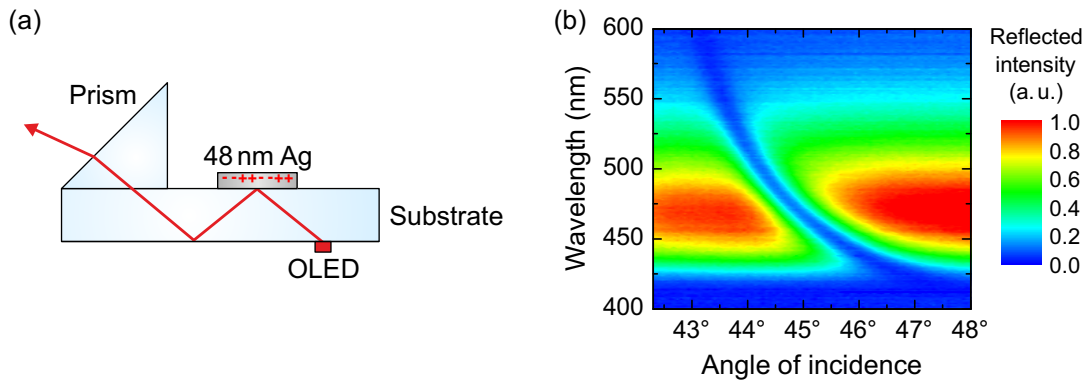 (a)
Prism
48 nm Ag
- - - + + - - + +
Substrate
OLED
(b)
Wavelength (nm)
600
550
500
450
400
43°
44°
45°
46°
47°
48°
Angle of incidence
Reflected
intensity
(a. u.)
1.0
0.8
0.6
0.4
0.2
0.0